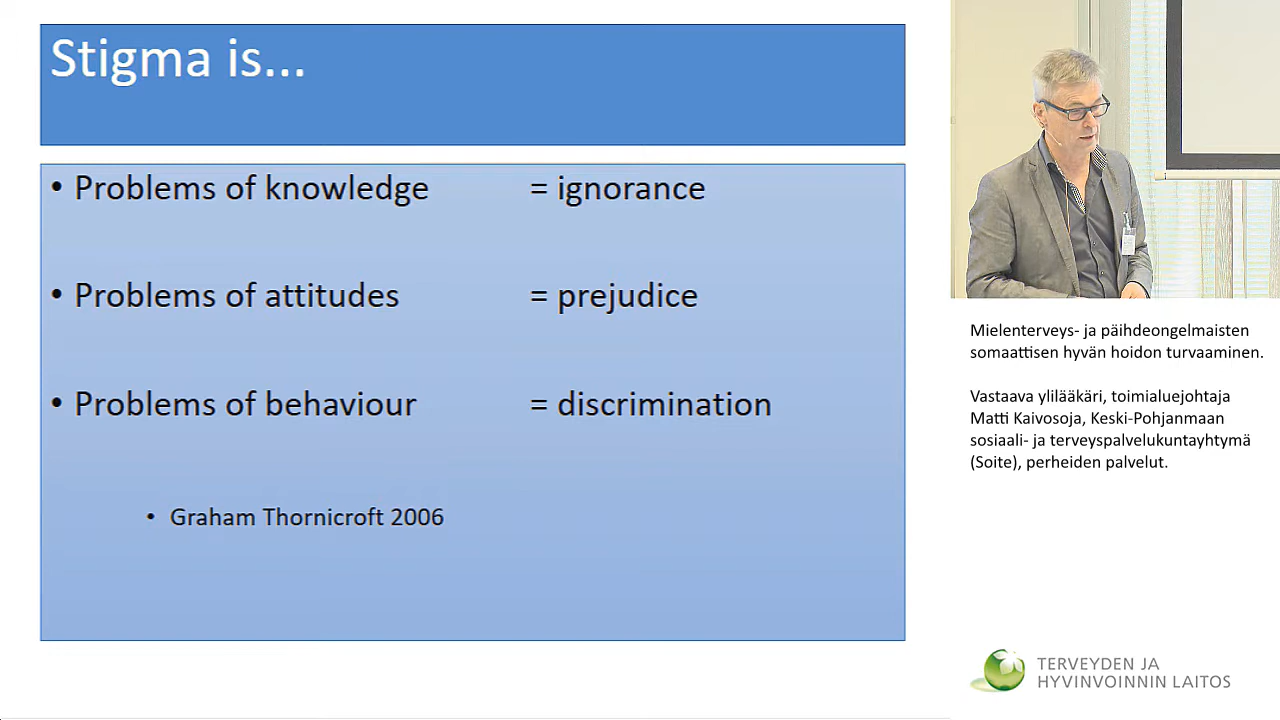 Stigma is...
• Problems of knowledge = ignorance
• Problems of attitudes = prejudice
• Problems of behaviour = discrimination
• Graham Thornicroft 2006
Mielenterveys- ja päihdeongelmaisten
somaattisen hyvän hoidon turvaaminen.
Vastaava ylilääkäri, toimialuejohtaja
Matti Kaivosoja, Keski-Pohjanmaan
sosiaali- ja terveyspalvelukuntayhtymä
(Soite), perheiden palvelut.
TERVEYDEN JA
HYVINVOINNIN LAITOS